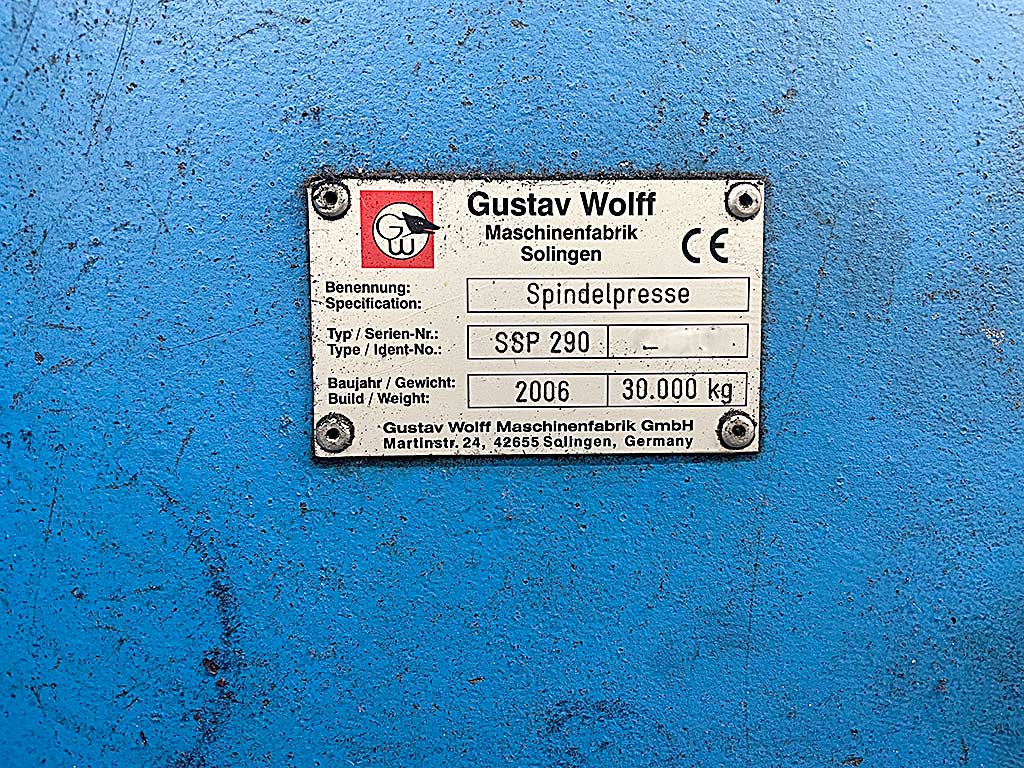 GW
Gustav Wolff
Maschinenfabrik
Solingen
CE
Benennung:
Specification:
Spindelpresse
Typ / Serien-Nr.:
Type / Ident-No.:
SSP 290
–
Baujahr / Gewicht:
Build / Weight:
2006
30.000 kg
Gustav Wolff Maschinenfabrik GmbH
Martinstr. 24, 42655 Solingen, Germany